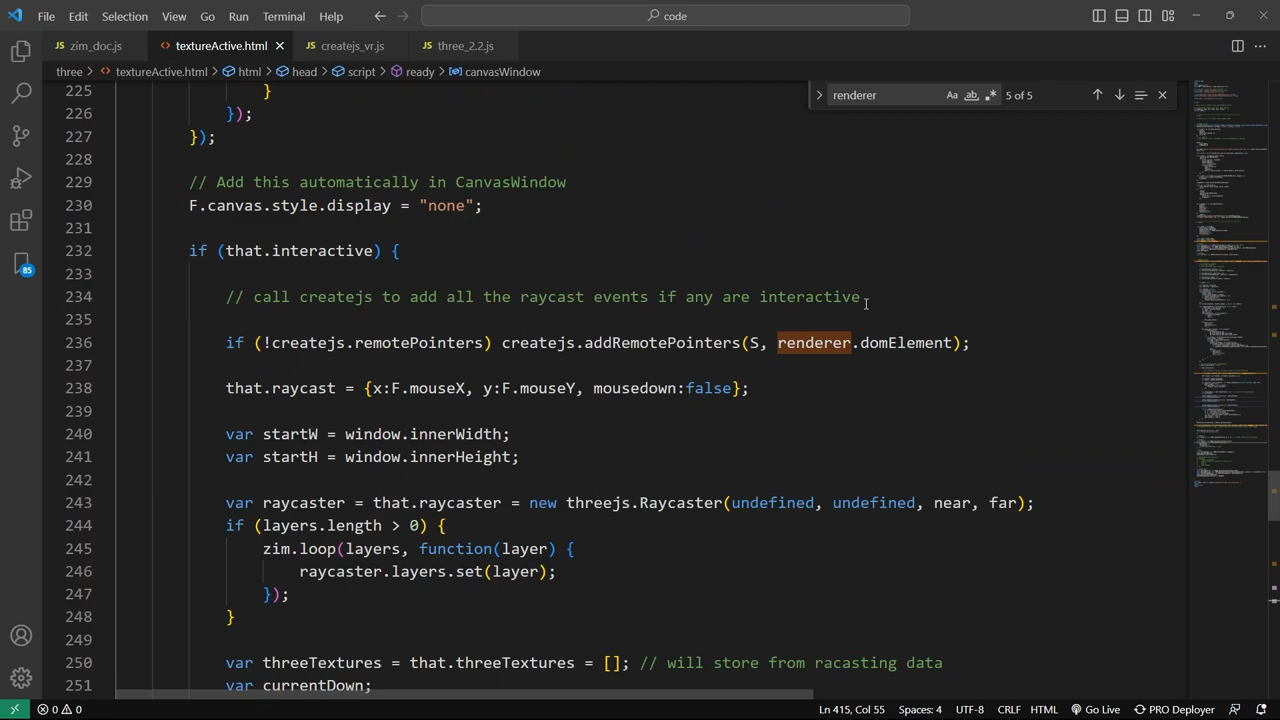 File Edit Selection View Go Run Terminal Help
code
zim_doc.js textureActive.html createjs_vr.js three_2.2.js
three > textureActive.html > html > head > script > ready > canvasWindow
renderer ab 5 of 5
225 }
226 });
227 });
228
229 // Add this automatically in CanvasWindow
230 F.canvas.style.display = "none";
231
232 if (that.interactive) {
233
234 // call createjs to add all the raycast events if any are interactive
235
236 if (!createjs.remotePointers) createjs.addRemotePointers(S, renderer.domElement);
237
238 that.raycast = {x:F.mouseX, y:F.mouseY, mousedown:false};
239
240 var startW = window.innerWidth;
241 var startH = window.innerHeight;
242
243 var raycaster = that.raycaster = new threejs.Raycaster(undefined, undefined, near, far);
244 if (layers.length > 0) {
245 zim.loop(layers, function(layer) {
246 raycaster.layers.set(layer);
247 });
248 }
249
250 var threeTextures = that.threeTextures = []; // will store from racasting data
251 var currentDown;
85
0 0 Ln 415, Col 55 Spaces: 4 UTF-8 CRLF HTML Go Live PRO Deployer